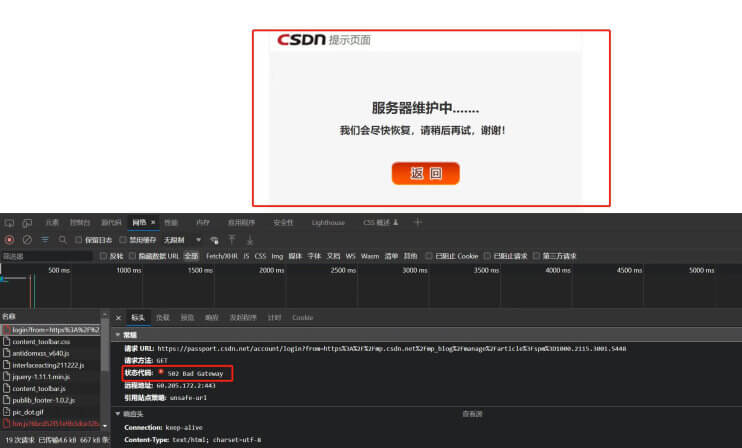 CSDN 提示页面
服务器维护中.......
我们会尽快恢复，请稍后再试，谢谢！
返 回
元素 控制台 源代码 网络 × 性能 内存 应用程序 安全性 Lighthouse CSS 概述
保留日志 禁用缓存 无限制
筛选器 反转 隐藏数据 URL 全部 Fetch/XHR JS CSS Img 媒体 字体 文档 WS Wasm 清单 其他 已阻止 Cookie 已阻止请求 第三方请求
500 ms 1000 ms 1500 ms 2000 ms 2500 ms 3000 ms 3500 ms 4000 ms 4500 ms 5000 ms
名称 × 标头 负载 预览 响应 发起程序 计时 Cookie
login?from=https%3A%2F%2
content_toolbar.css
antidomxss_v640.js
interfaceacting211222.js
jquery-1.11.1.min.js
content_toolbar.js
publib_footer-1.0.2.js
pic_dot.gif
常规
请求 URL: https://passport.csdn.net/account/login?from=https%3A%2F%2Fmp.csdn.net%2Fmp_blog%2Fmanage%2Farticle%3Fspm%3D1000.2115.3001.5448
请求方法: GET
状态代码: 502 Bad Gateway
远程地址: 60.205.172.2:443
引用站点策略: unsafe-url
响应头 查看源
Connection: keep-alive
Content-Type: text/html; charset=utf-8
19 次请求 已传输4.6 kB 667 kB 条